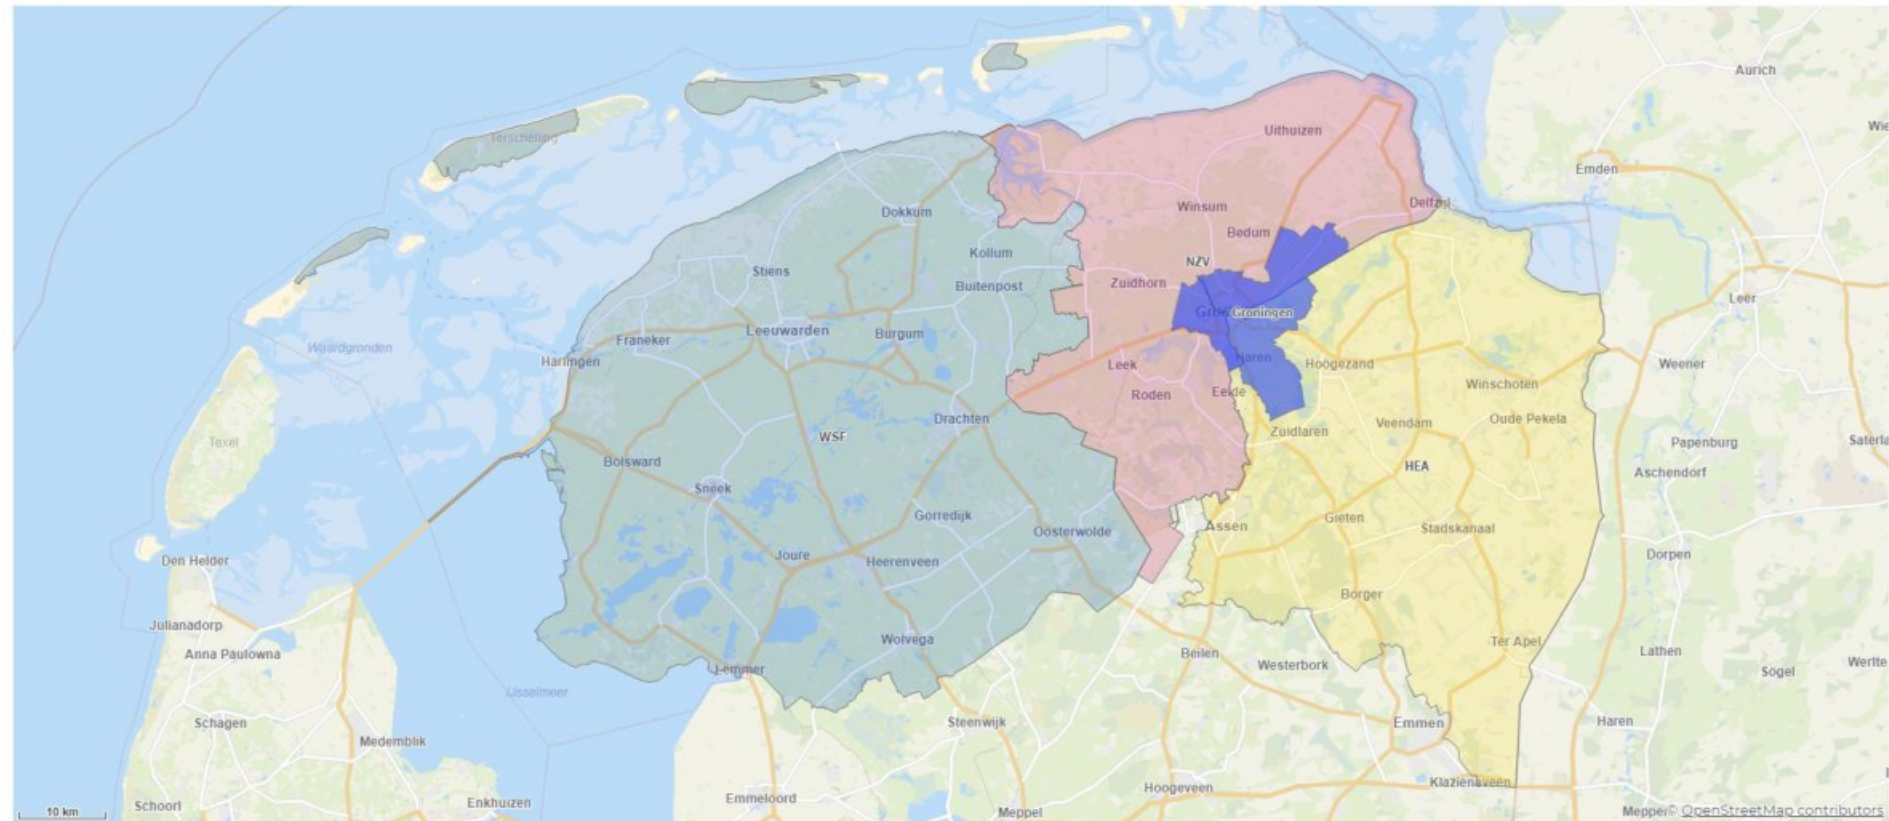 Aurich
Terschelling
Uithuizen
Emden
Dokkum
Winsum
Delfzijl
Bedum
Kollum
NZV
Stiens
Zuidhorn
Buitenpost
Leer
Groningen
Leeuwarden
Burgum
Franeker
Waardgronden
Harlingen
Haren
Leek
Hoogezand
Weener
Winschoten
Eelde
Roden
Drachten
Oude Pekela
Veendam
Zuidlaren
WSF
Texel
Papenburg
Saterla
Bolsward
HEA
Aschendorf
Sneek
Gorredijk
Gieten
Assen
Stadskanaal
Oosterwolde
Den Helder
Joure
Heerenveen
Dorpen
Borger
Julianadorp
Wolvega
Ter Apel
Anna Paulowna
Beilen
Westerbork
Lathen
Werlte
Lemmer
Sogel
IJsselmeer
Schagen
Steenwijk
Emmen
Haren
Medemblik
Klazienaveen
Hoogeveen
Emmeloord
Schoorl
Enkhuizen
10 km
Meppel
Meppen
© OpenStreetMap contributors